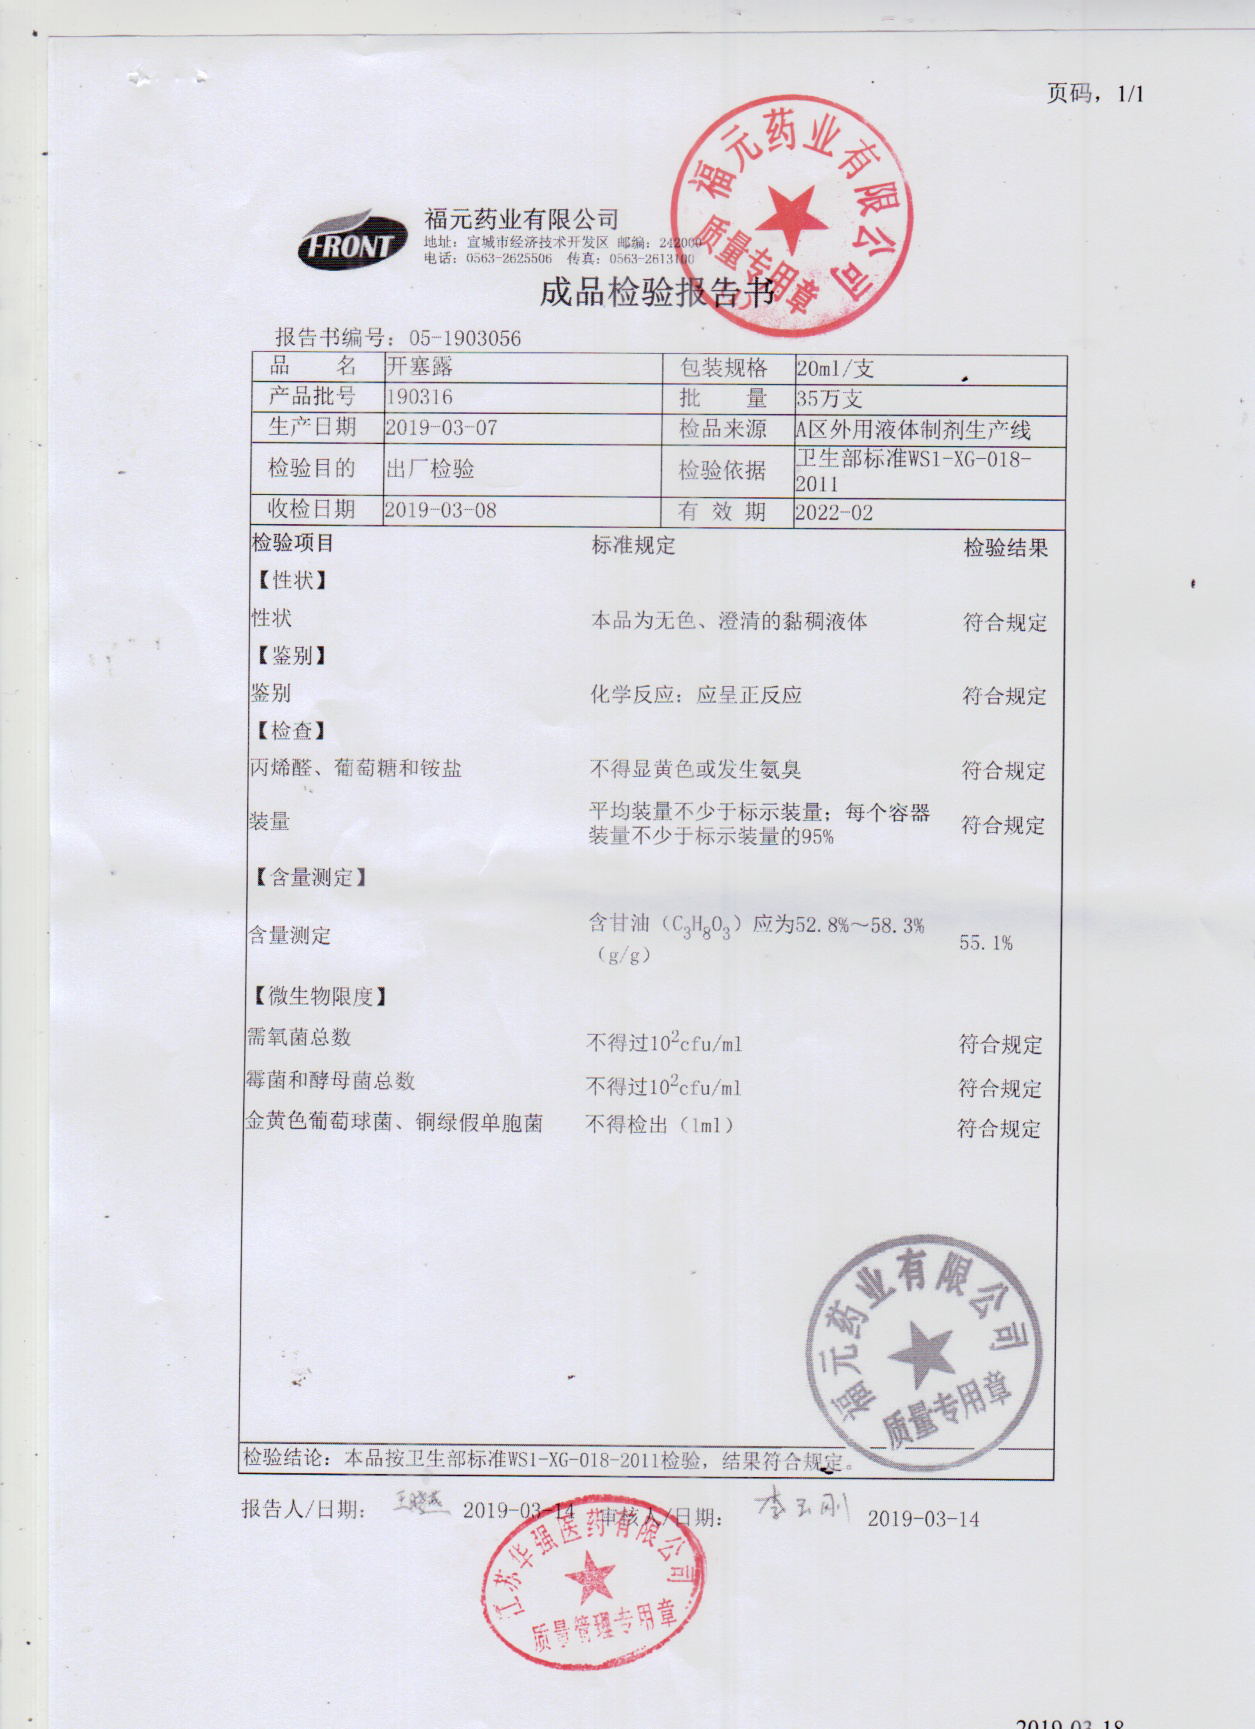 页码，1/1
福元药业有限公司
质量专用章
FRONT
福元药业有限公司
地址：宣城市经济技术开发区 邮编：242000
电话：0563-2625506 传真：0563-2613100
成品检验报告书
报告书编号：05-1903056
品 名 开塞露 包装规格 20ml/支
产品批号 190316 批 量 35万支
生产日期 2019-03-07 检品来源 A区外用液体制剂生产线
检验目的 出厂检验 检验依据 卫生部标准WS1-XG-018-
2011
收检日期 2019-03-08 有 效 期 2022-02
检验项目 标准规定 检验结果
【性状】
性状 本品为无色、澄清的黏稠液体 符合规定
【鉴别】
鉴别 化学反应：应呈正反应 符合规定
【检查】
丙烯醛、葡萄糖和铵盐 不得显黄色或发生氨臭 符合规定
装量 平均装量不少于标示装量；每个容器 符合规定
装量不少于标示装量的95%
【含量测定】
含量测定 含甘油（C₃H₈O₃）应为52.8%～58.3% 55.1%
（g/g）
【微生物限度】
需氧菌总数 不得过10²cfu/ml 符合规定
霉菌和酵母菌总数 不得过10²cfu/ml 符合规定
金黄色葡萄球菌、铜绿假单胞菌 不得检出（1ml） 符合规定
福元药业有限公司
质量专用章
检验结论：本品按卫生部标准WS1-XG-018-2011检验，结果符合规定。
报告人/日期： 王晓燕 2019-03-14 审核人/日期： 李玉刚 2019-03-14
江苏华强医药有限公司
质量管理专用章
2019-03-18